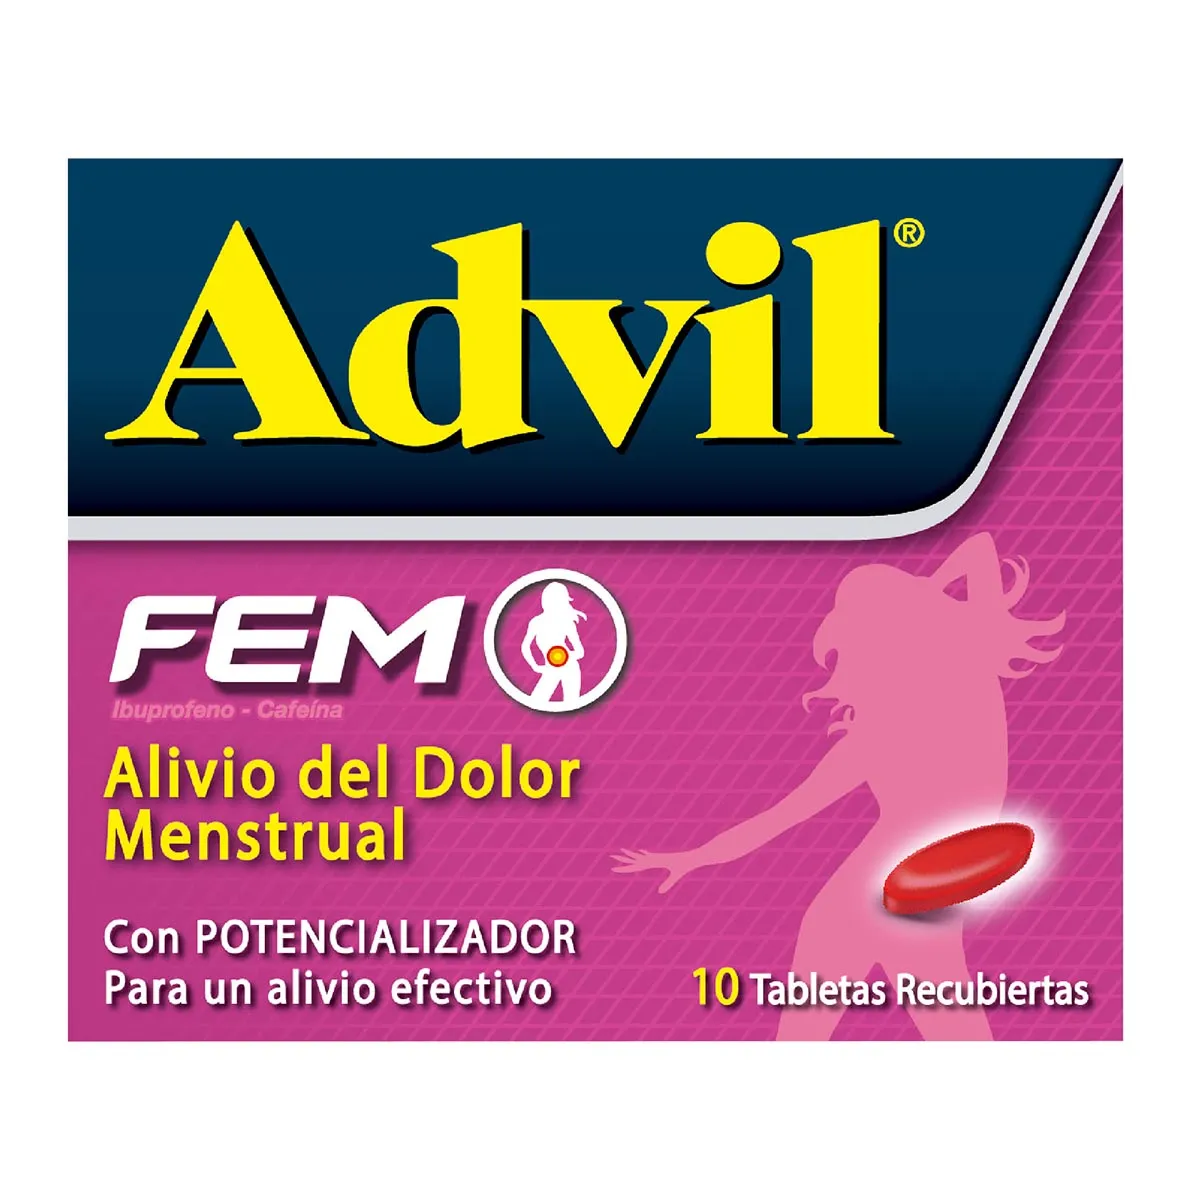 Advil®
FEM
Ibuprofeno - Cafeína
Alivio del Dolor
Menstrual
Con POTENCIALIZADOR
Para un alivio efectivo
10 Tabletas Recubiertas